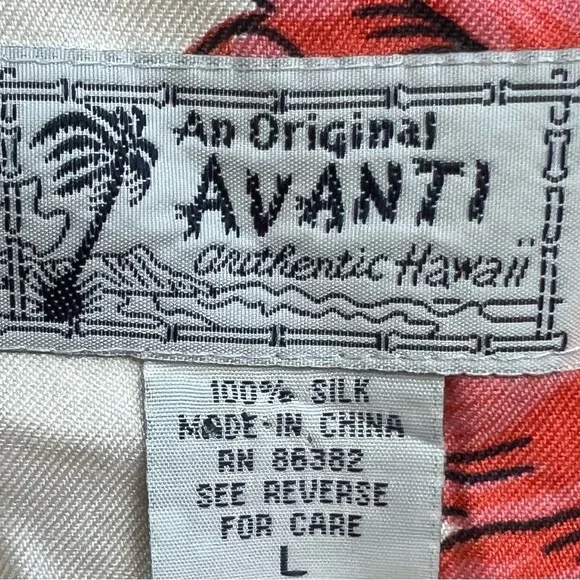 An Original
AVANTI
authentic Hawaii
100% SILK
MADE-IN CHINA
RN 86382
SEE REVERSE
FOR CARE
L